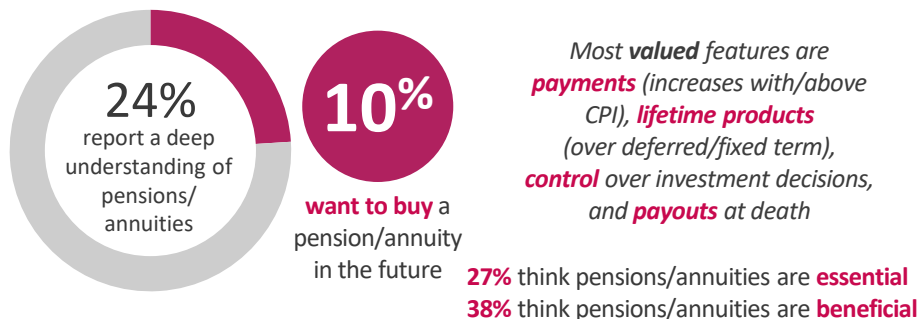 24%
report a deep
understanding of
pensions/
annuities
10%
want to buy a
pension/annuity
in the future
Most valued features are
payments (increases with/above
CPI), lifetime products
(over deferred/fixed term),
control over investment decisions,
and payouts at death
27% think pensions/annuities are essential
38% think pensions/annuities are beneficial